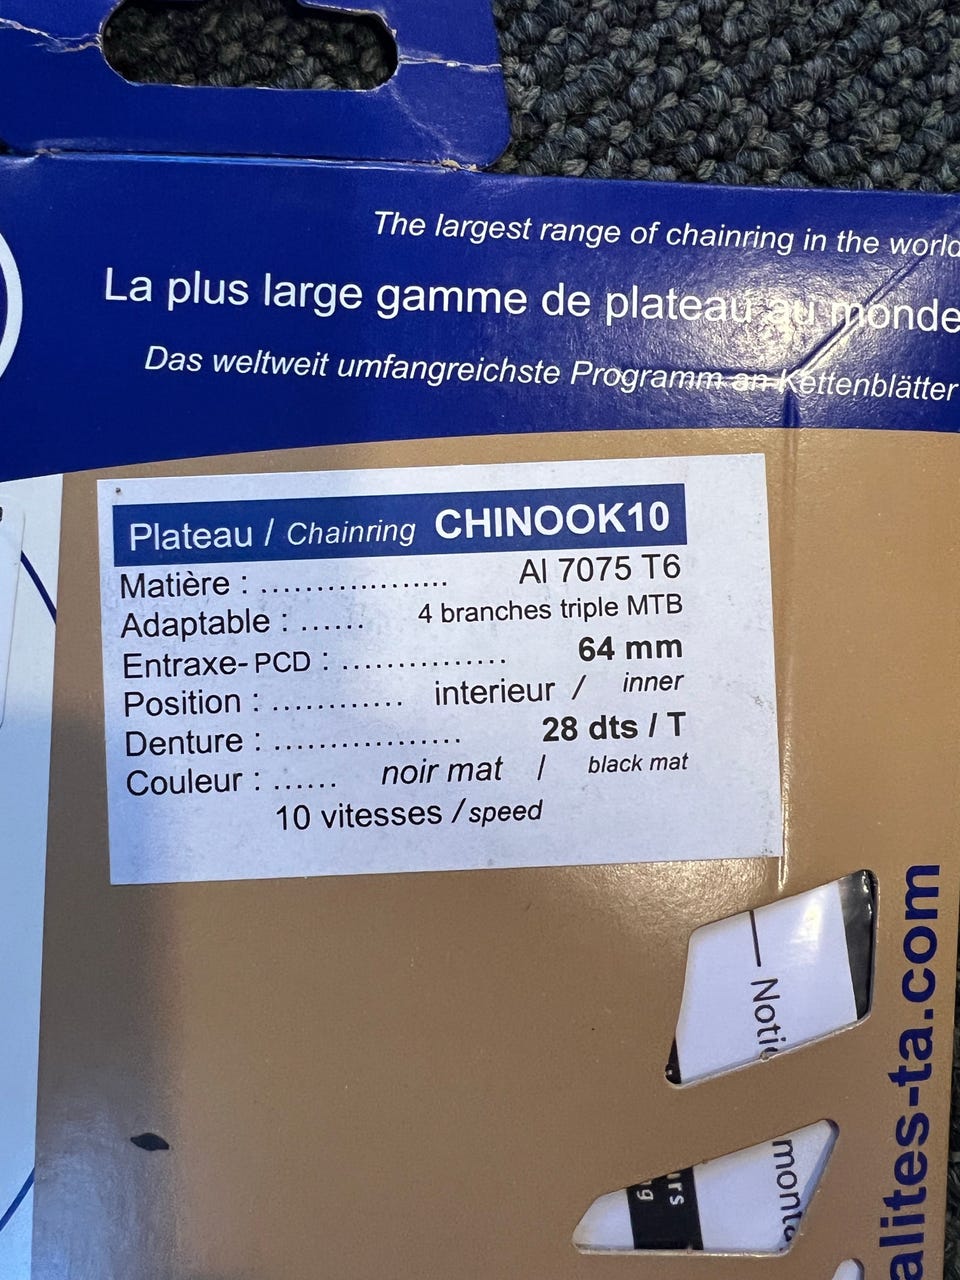 The largest range of chainring in the world
La plus large gamme de plateau au monde
Das weltweit umfangreichste Programm an Kettenblätter
Plateau / Chainring CHINOOK10
Matière : .................. Al 7075 T6
Adaptable : ...... 4 branches triple MTB
Entraxe-PCD : ............... 64 mm
Position : ............ interieur / inner
Denture : ................. 28 dts / T
Couleur : ...... noir mat / black mat
10 vitesses / speed
Noti
mont
rs
g
alites-ta.com